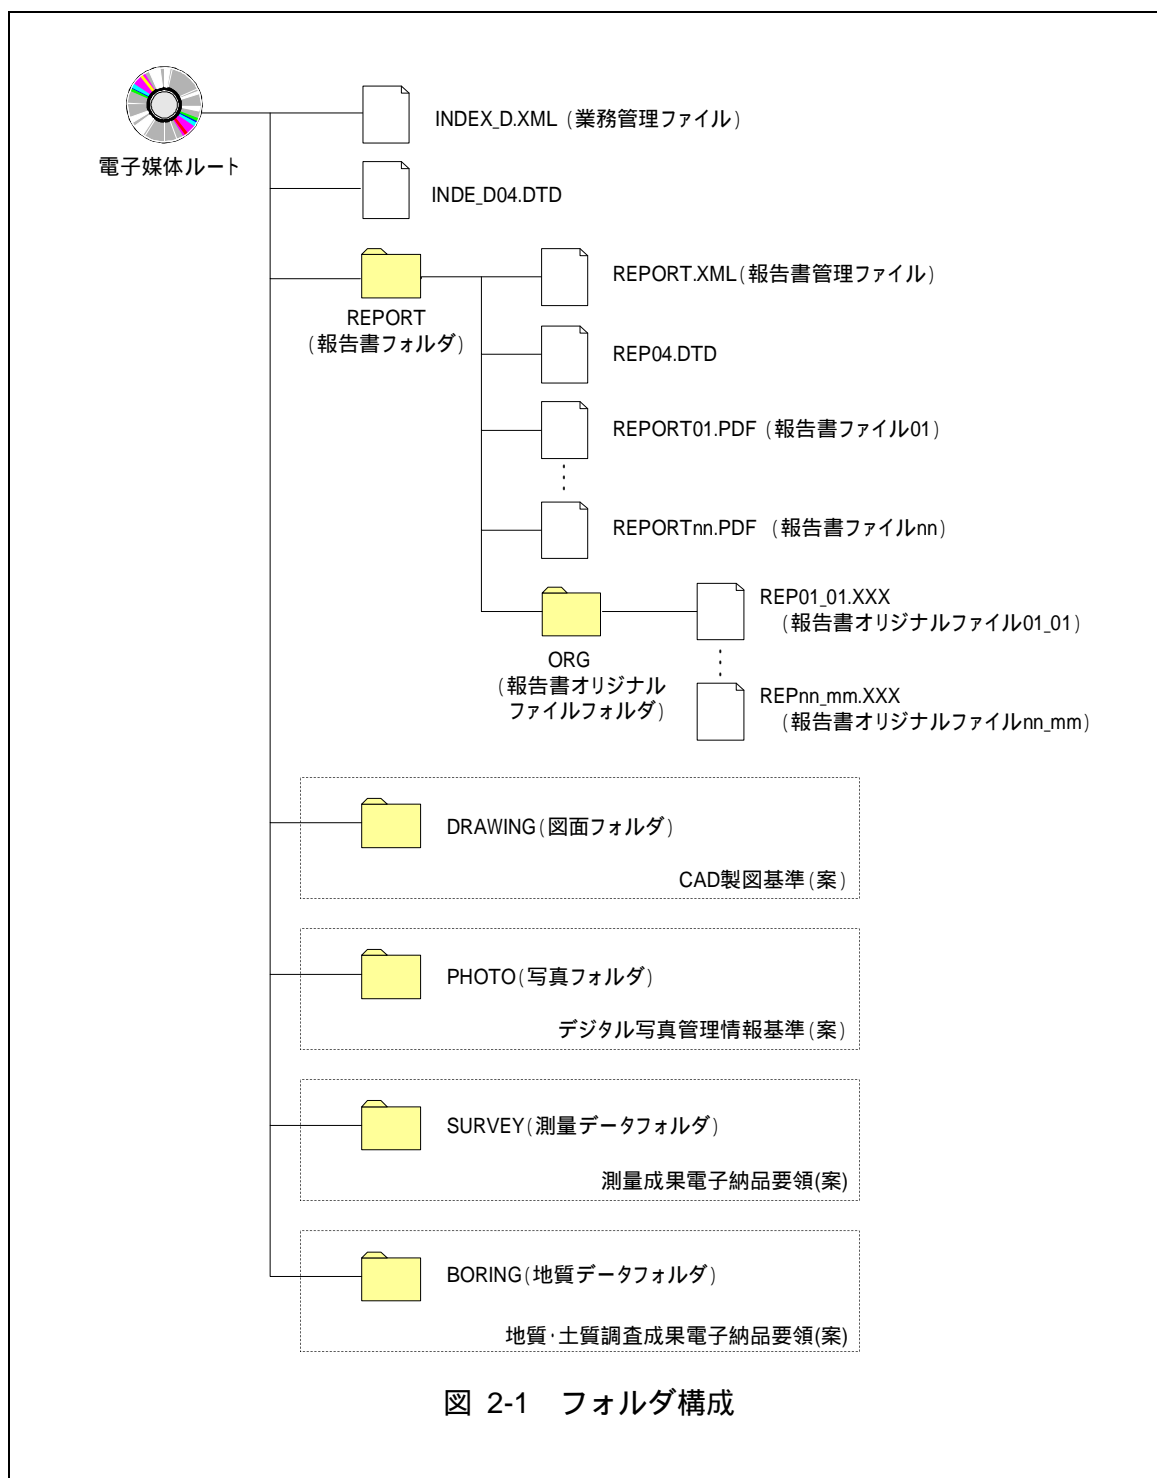 INDEX_D.XML (業務管理ファイル)
電子媒体ルート
INDE_D04.DTD
REPORT.XML(報告書管理ファイル)
REPORT
(報告書フォルダ)
REP04.DTD
REPORT01.PDF (報告書ファイル01)
REPORTnn.PDF (報告書ファイルnn)
REP01_01.XXX
(報告書オリジナルファイル01_01)
ORG
(報告書オリジナル
ファイルフォルダ)
REPnn_mm.XXX
(報告書オリジナルファイルnn_mm)
DRAWING(図面フォルダ)
CAD製図基準(案)
PHOTO(写真フォルダ)
デジタル写真管理情報基準(案)
SURVEY(測量データフォルダ)
測量成果電子納品要領(案)
BORING(地質データフォルダ)
地質・土質調査成果電子納品要領(案)
図 2-1 フォルダ構成